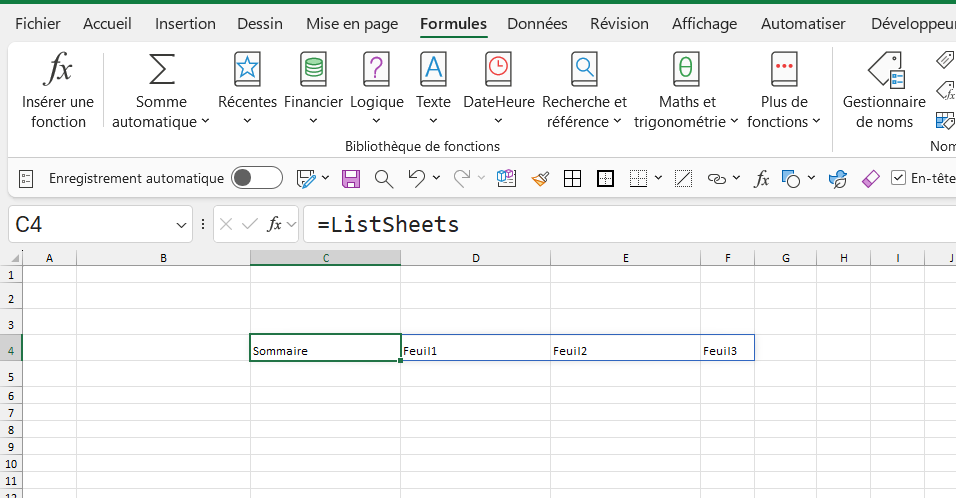 Fichier Accueil Insertion Dessin Mise en page Formules Données Révision Affichage Automatiser Développeur
fx Σ ? A θ
Insérer une fonction
Somme automatique
Récentes
Financier
Logique
Texte
DateHeure
Recherche et référence
Maths et trigonométrie
Plus de fonctions
Gestionnaire de noms
Bibliothèque de fonctions
Nom
Enregistrement automatique fx En-tête
C4 fx =ListSheets
A B C D E F G H I J
1
2
3
4 Sommaire Feuil1 Feuil2 Feuil3
5
6
7
8
9
10
11